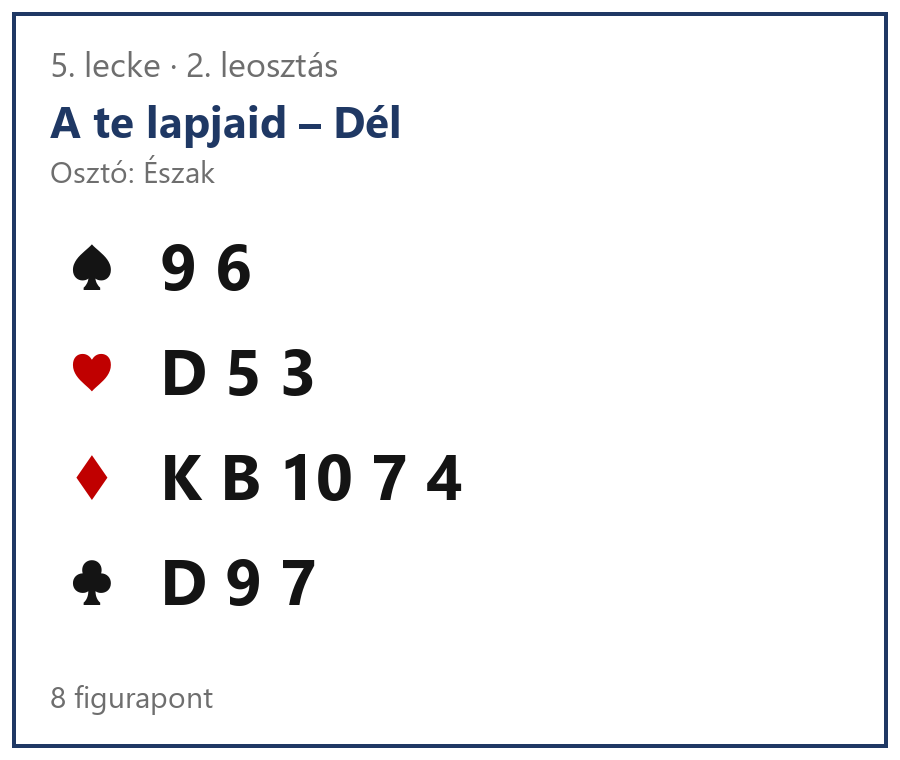 5. lecke · 2. leosztás
A te lapjaid – Dél
Osztó: Észak
♠ 9 6
♥ D 5 3
♦ K B 10 7 4
♣ D 9 7
8 figurapont